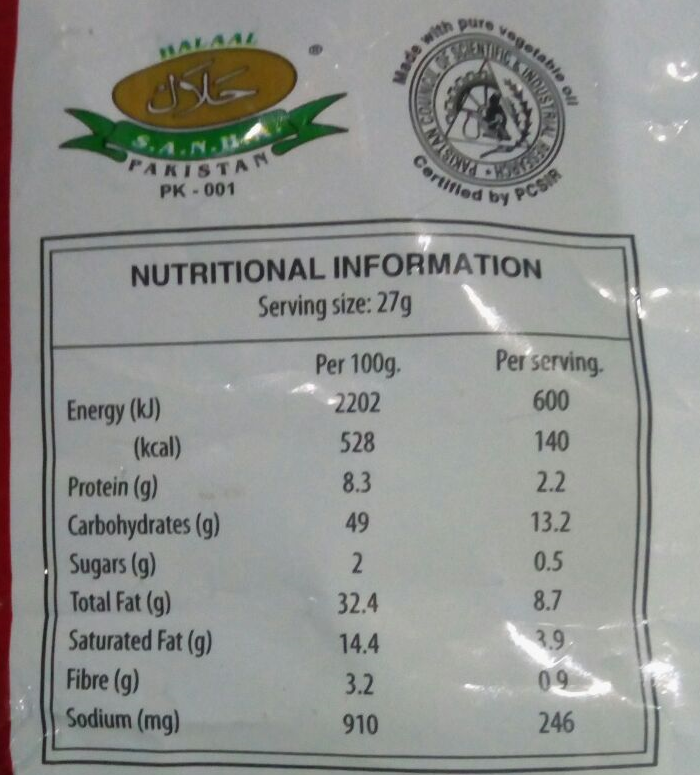 HALAAL
®
حلال
S.A.N.H.A.
PAKISTAN
PK - 001
Made with pure vegetable oil
PAKISTAN COUNCIL OF SCIENTIFIC & INDUSTRIAL RESEARCH
Certified by PCSIR
NUTRITIONAL INFORMATION
Serving size: 27g
Per 100g. Per serving.
Energy (kJ) 2202 600
(kcal) 528 140
Protein (g) 8.3 2.2
Carbohydrates (g) 49 13.2
Sugars (g) 2 0.5
Total Fat (g) 32.4 8.7
Saturated Fat (g) 14.4 3.9
Fibre (g) 3.2 0.9
Sodium (mg) 910 246